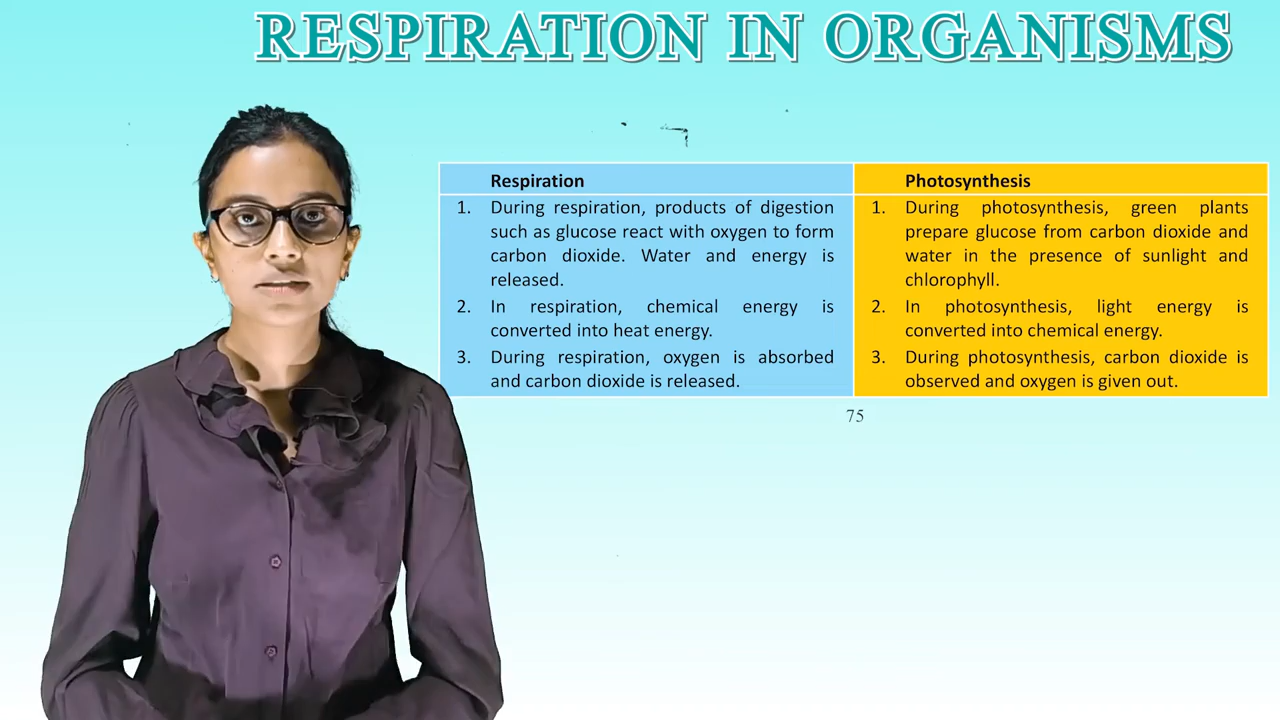 RESPIRATION IN ORGANISMS
Respiration
1. During respiration, products of digestion
such as glucose react with oxygen to form
carbon dioxide. Water and energy is
released.
2. In respiration, chemical energy is
converted into heat energy.
3. During respiration, oxygen is absorbed
and carbon dioxide is released.
Photosynthesis
1. During photosynthesis, green plants
prepare glucose from carbon dioxide and
water in the presence of sunlight and
chlorophyll.
2. In photosynthesis, light energy is
converted into chemical energy.
3. During photosynthesis, carbon dioxide is
observed and oxygen is given out.
75